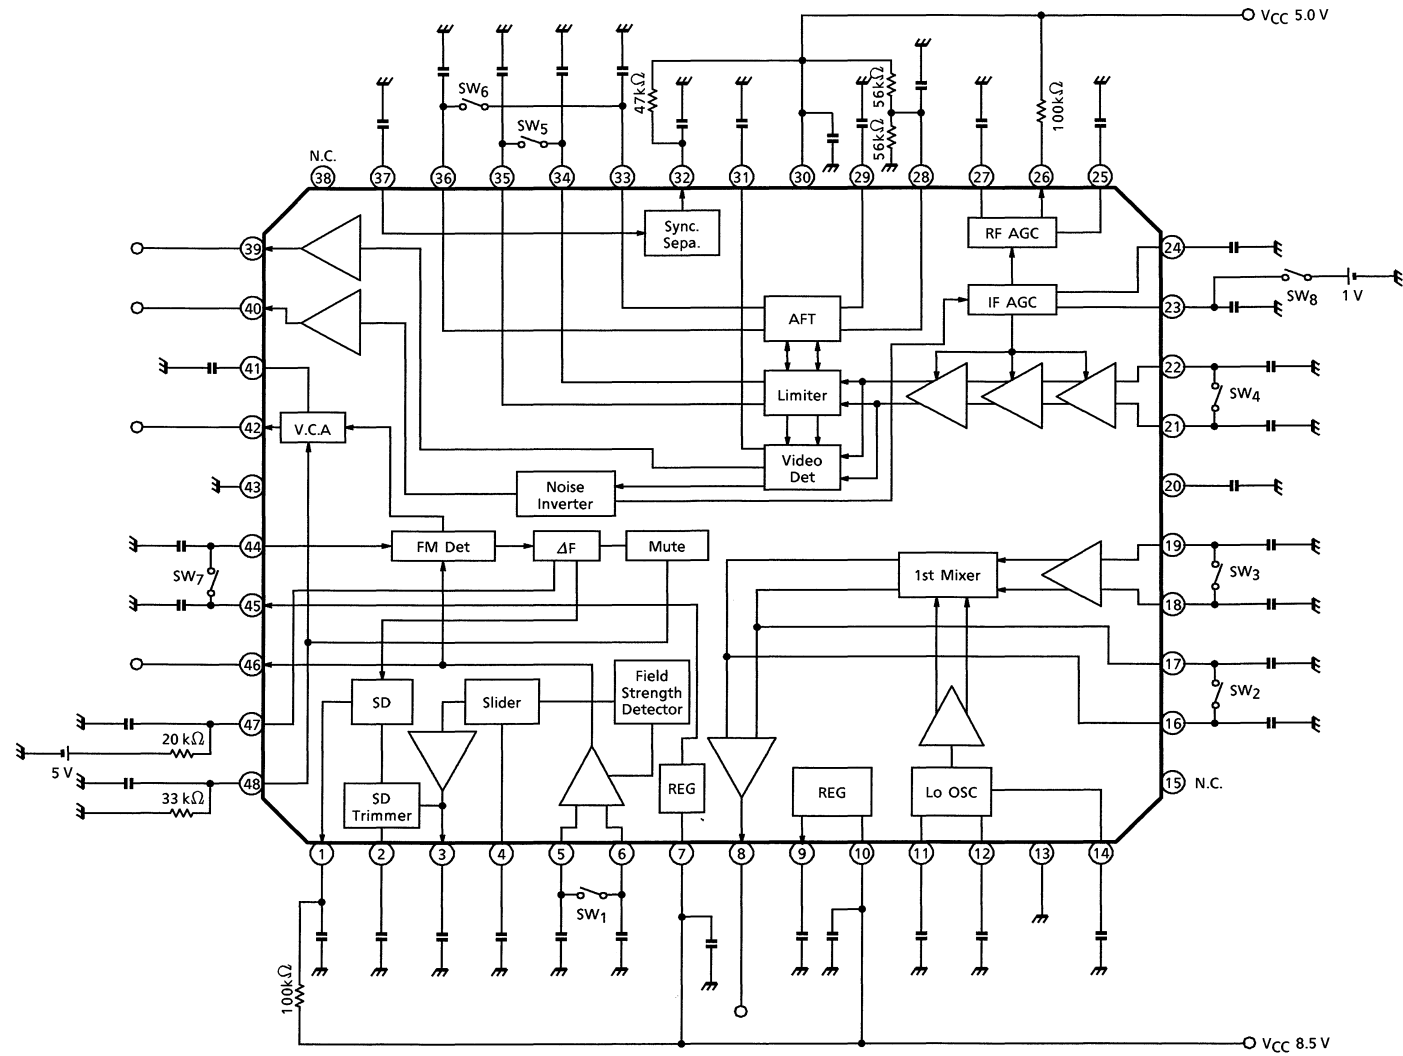 VCC 5.0 V
SW6
SW5
47kΩ
56kΩ
56kΩ
100kΩ
N.C.
38
37
36
35
34
33
32
31
30
29
28
27
26
25
Sync.
Sepa.
RF AGC
39
24
SW8
1 V
40
AFT
IF AGC
23
41
22
Limiter
SW4
42
V.C.A
21
Video
Det
43
Noise
Inverter
20
44
FM Det
ΔF
Mute
19
SW7
1st Mixer
SW3
45
18
46
17
SD
Slider
Field
Strength
Detector
SW2
47
16
20 kΩ
5 V
48
33 kΩ
SD
Trimmer
REG
REG
Lo OSC
15
N.C.
1
2
3
4
5
6
7
8
9
10
11
12
13
14
SW1
100kΩ
VCC 8.5 V